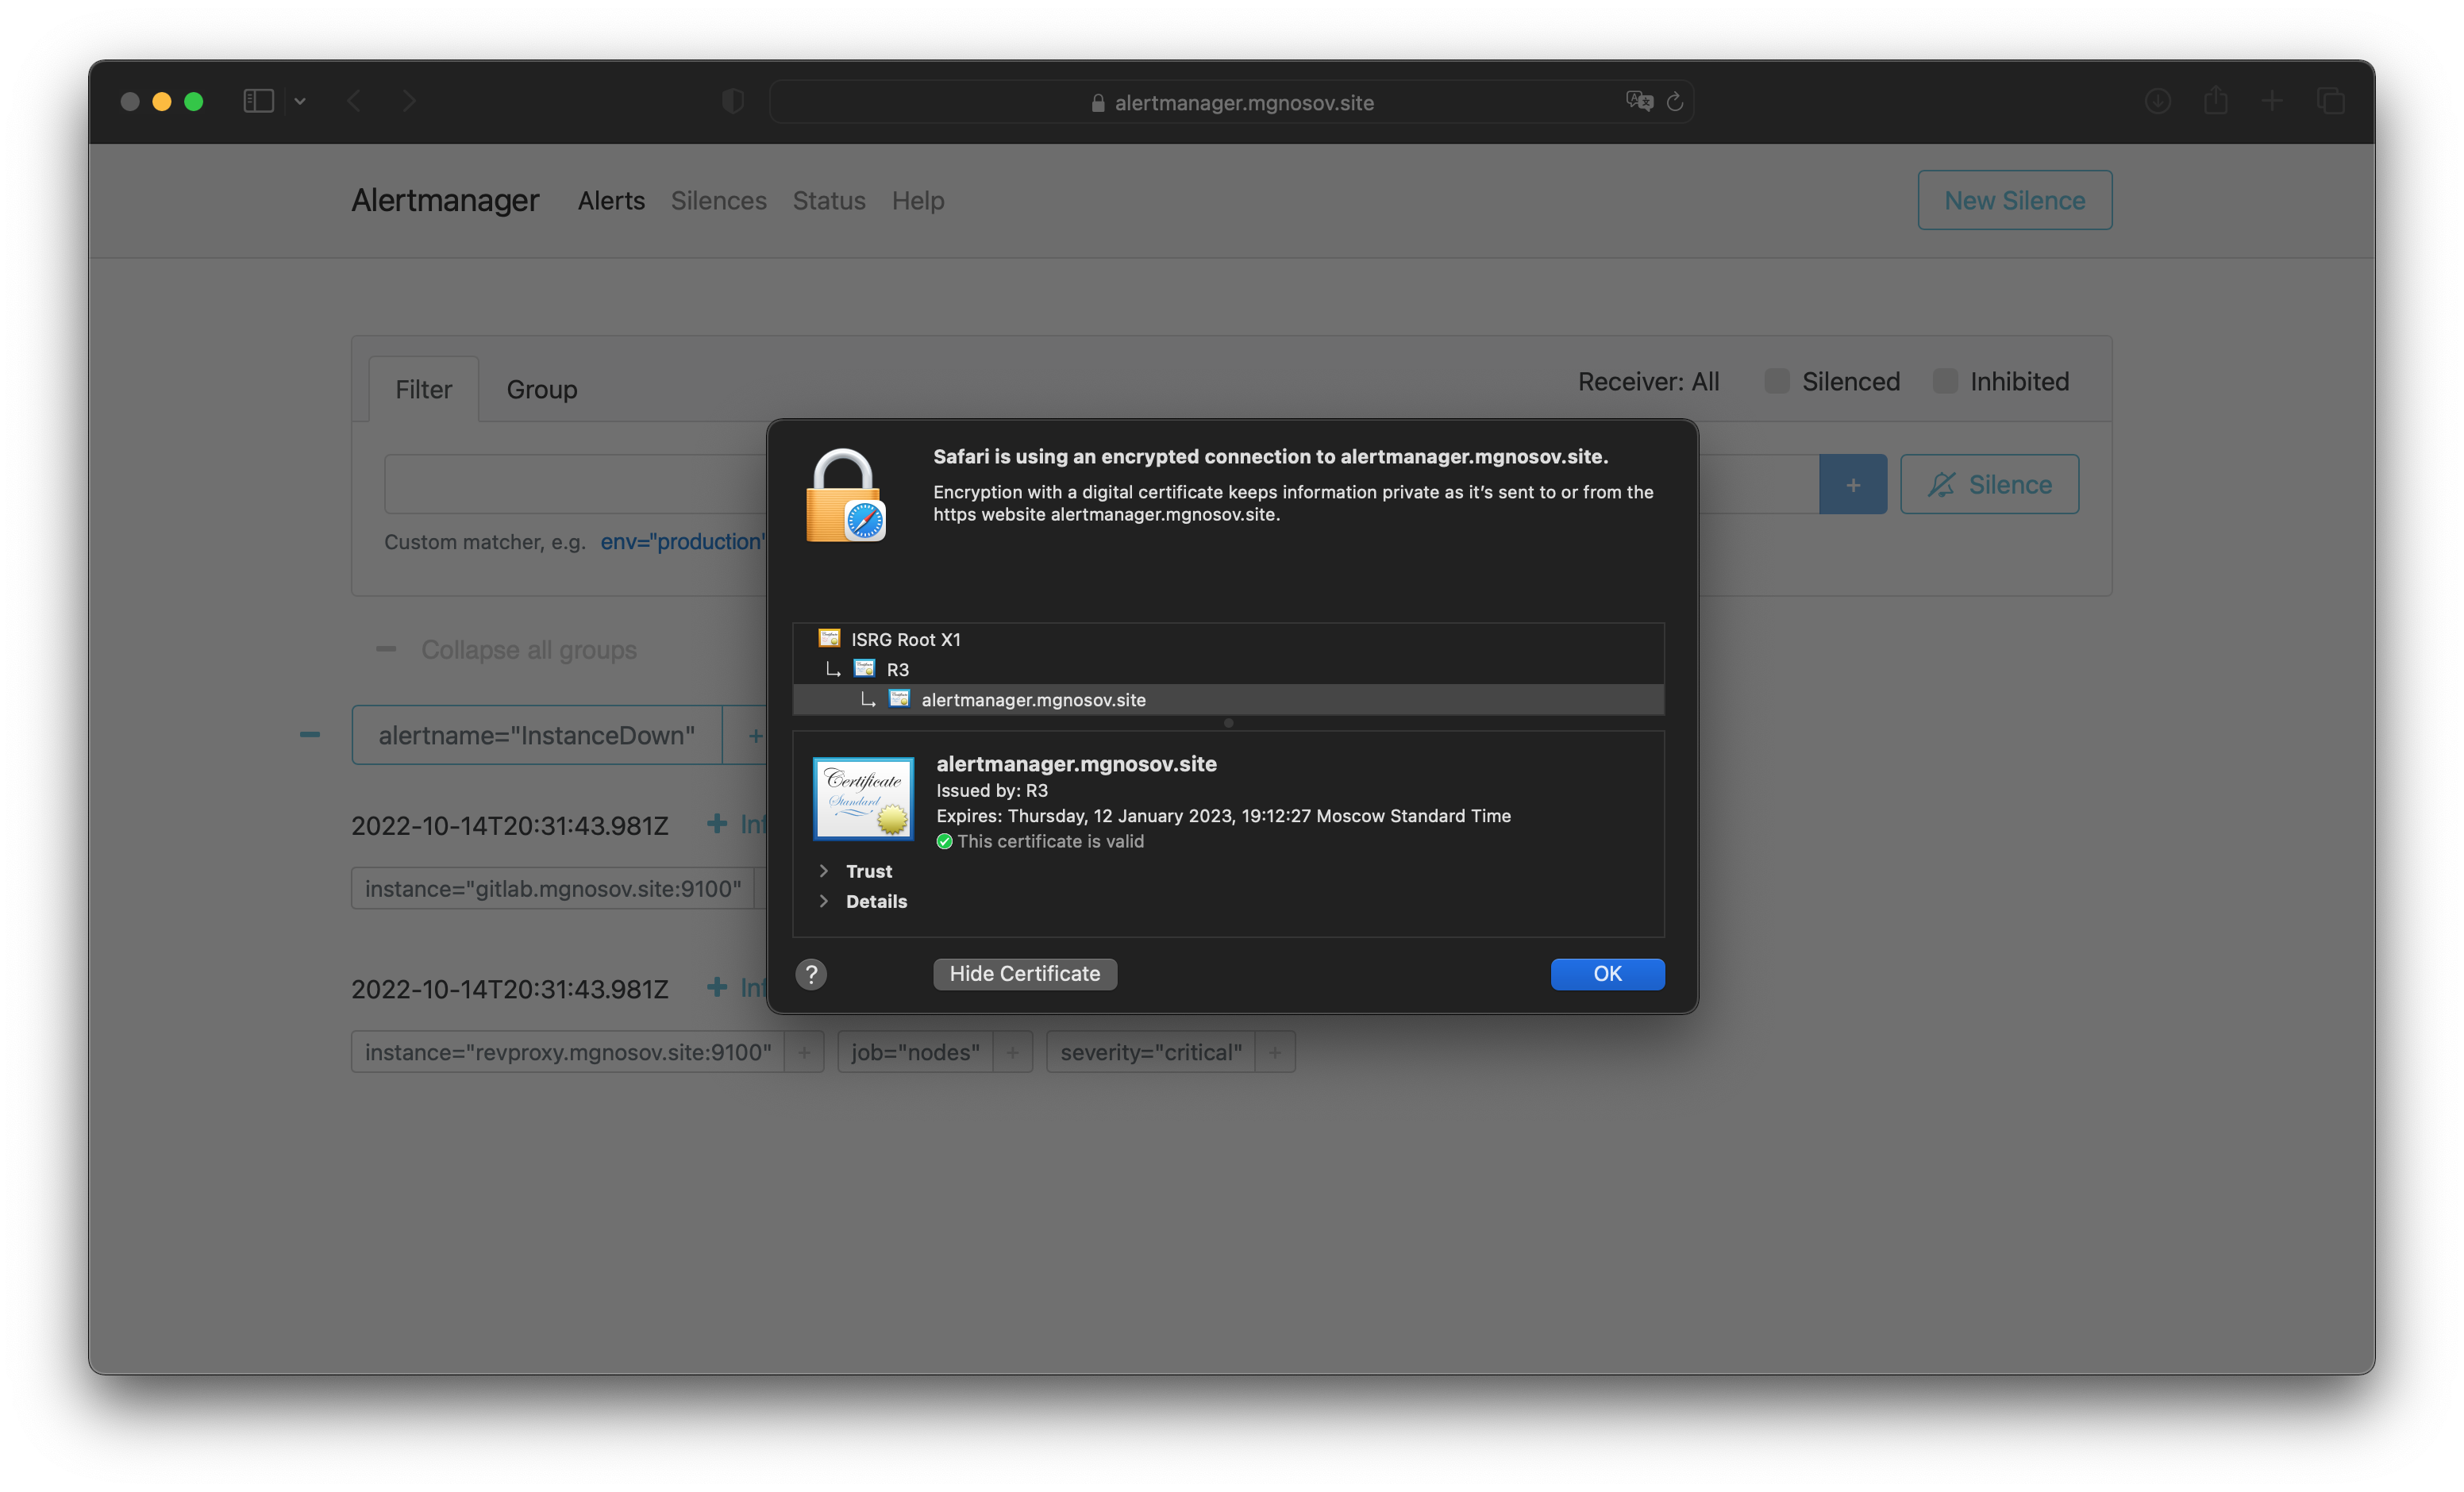 alertmanager.mgnosov.site
Alertmanager Alerts Silences Status Help New Silence
Filter Group Receiver: All Silenced Inhibited
+ Silence
Custom matcher, e.g. env="production"
Collapse all groups
alertname="InstanceDown" +
2022-10-14T20:31:43.981Z +
instance="gitlab.mgnosov.site:9100"
2022-10-14T20:31:43.981Z +
instance="revproxy.mgnosov.site:9100" + job="nodes" + severity="critical" +
Safari is using an encrypted connection to alertmanager.mgnosov.site.
Encryption with a digital certificate keeps information private as it’s sent to or from the
https website alertmanager.mgnosov.site.
ISRG Root X1
R3
alertmanager.mgnosov.site
Certificate
Standard
alertmanager.mgnosov.site
Issued by: R3
Expires: Thursday, 12 January 2023, 19:12:27 Moscow Standard Time
This certificate is valid
Trust
Details
? Hide Certificate OK